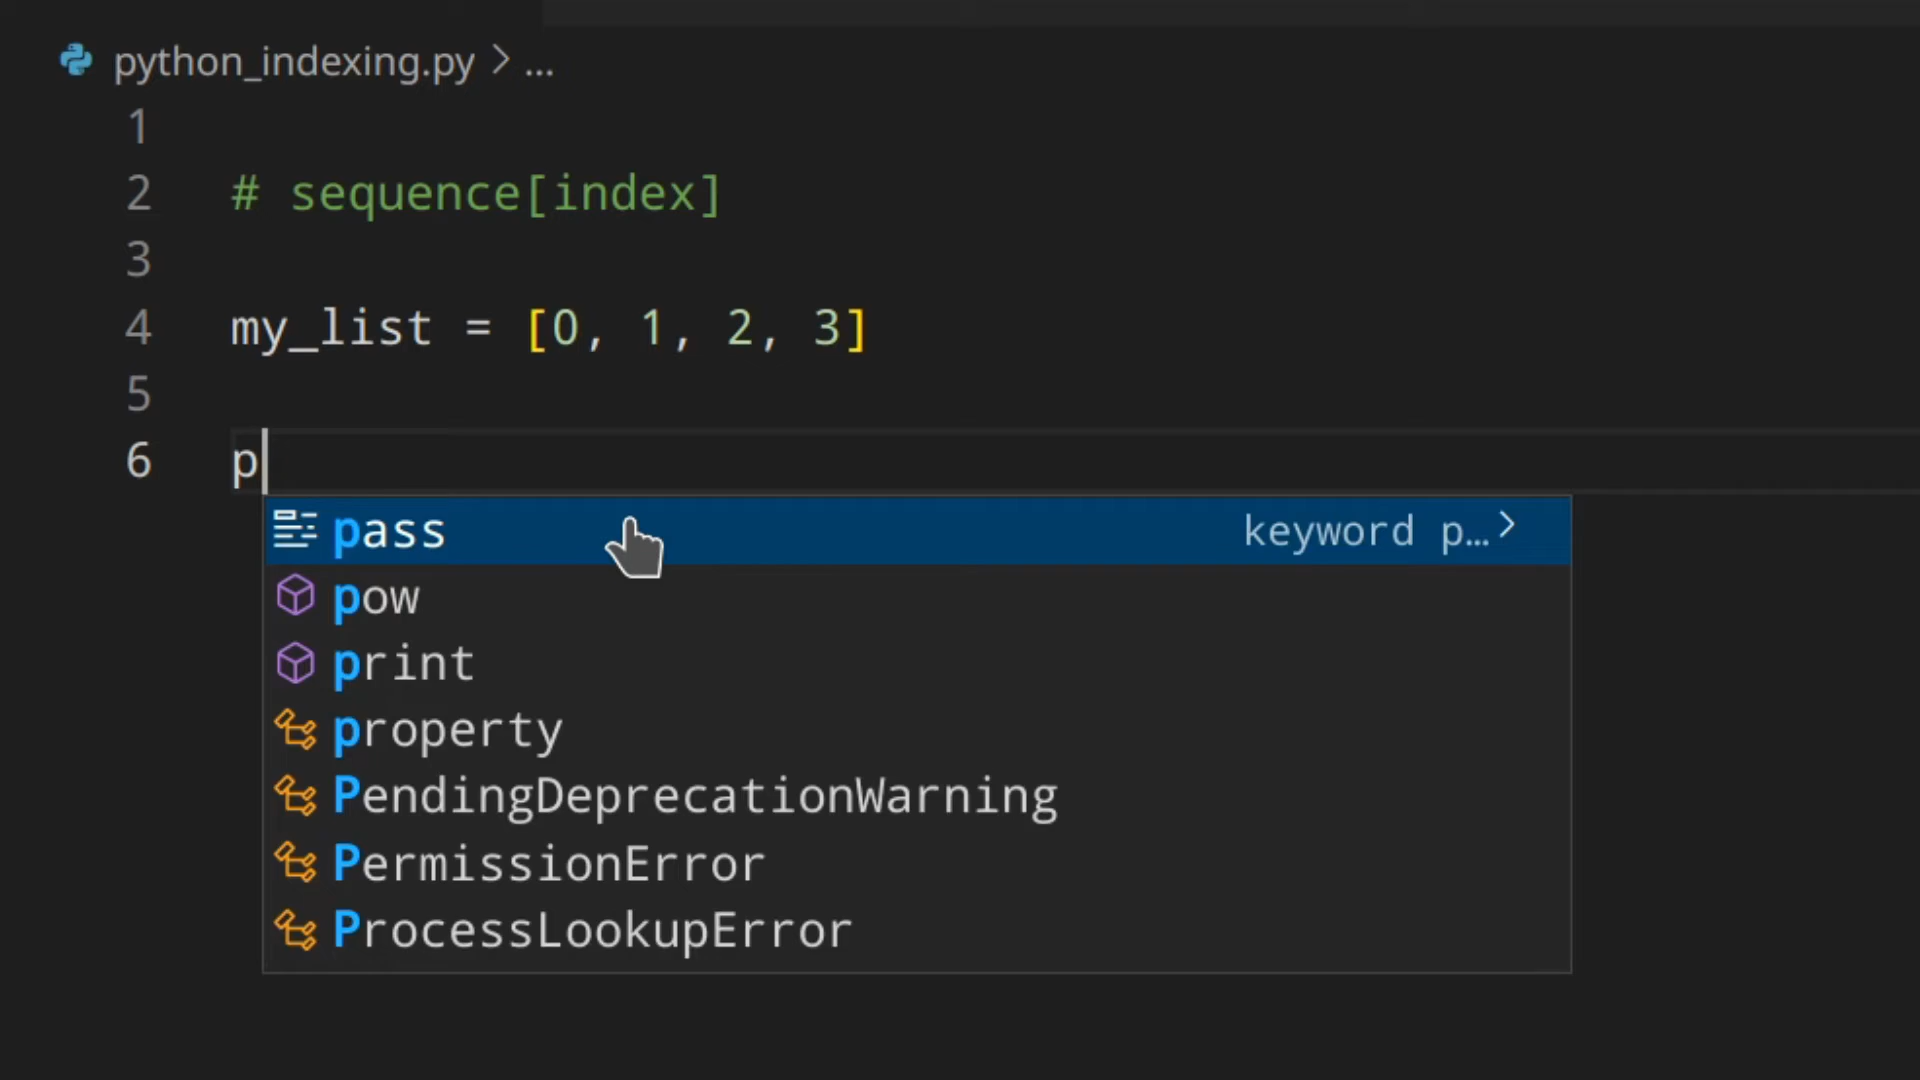 python_indexing.py > ...
1
2 # sequence[index]
3
4 my_list = [0, 1, 2, 3]
5
6 p
pass keyword p…>
pow
print
property
PendingDeprecationWarning
PermissionError
ProcessLookupError